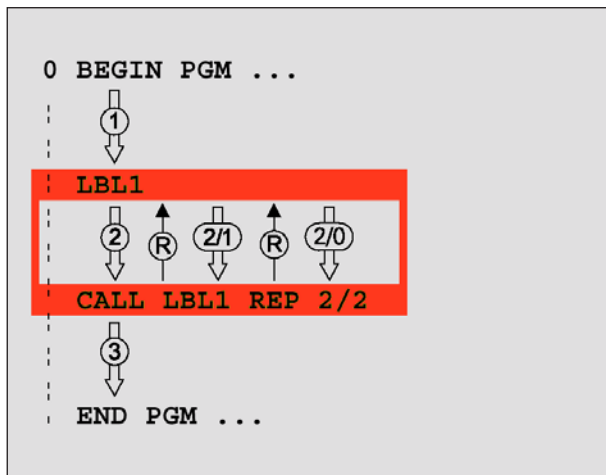 0 BEGIN PGM ...
1
LBL1
2 R 2/1 R 2/0
CALL LBL1 REP 2/2
3
END PGM ...